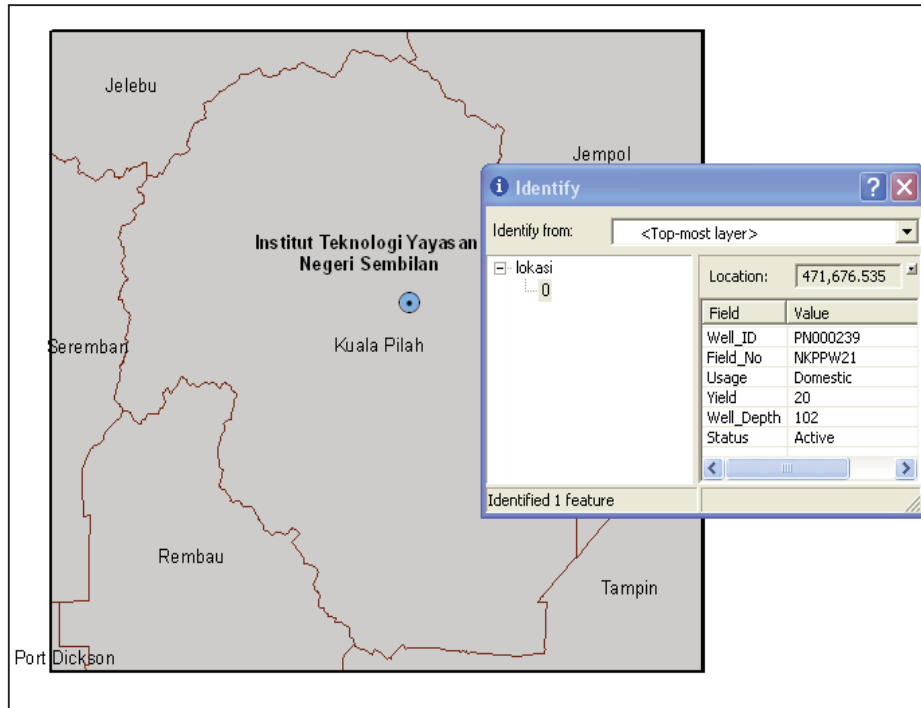 Jelebu
Jempol
Institut Teknologi Yayasan
Negeri Sembilan
Seremban
Kuala Pilah
Rembau
Tampin
Port Dickson
Identify
Identify from: <Top-most layer>
lokasi
0
Location: 471,676.535
Field Value
Well_ID PN000239
Field_No NKPPW21
Usage Domestic
Yield 20
Well_Depth 102
Status Active
Identified 1 feature